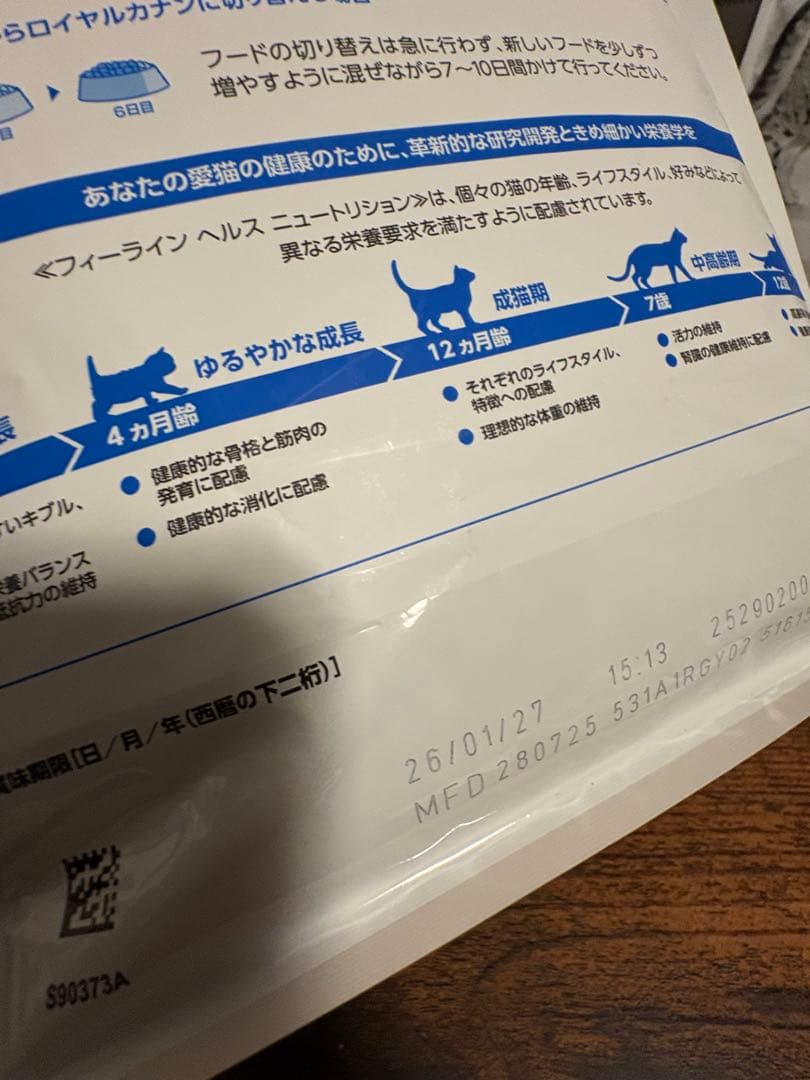 らロイヤルカナンに切り替える場合
フードの切り替えは急に行わず、新しいフードを少しずつ
増やすように混ぜながら7～10日間かけて行ってください。
目
6日目
あなたの愛猫の健康のために、革新的な研究開発ときめ細かい栄養学を
≪フィーライン ヘルス ニュートリション≫は、個々の猫の年齢、ライフスタイル、好みなどによって
異なる栄養要求を満たすように配慮されています。
長
ゆるやかな成長
成猫期
中高齢期
4ヵ月齢
12ヵ月齢
7歳
12歳
すいキブル、
栄養バランス
抵抗力の維持
健康的な骨格と筋肉の
発育に配慮
健康的な消化に配慮
それぞれのライフスタイル、
特徴への配慮
理想的な体重の維持
活力の維持
腎臓の健康維持に配慮
賞味期限[日/月/年(西暦の下二桁)]
26/01/27 15:13 25290200
MFD 280725 531A1RGY02 51615
S90373A